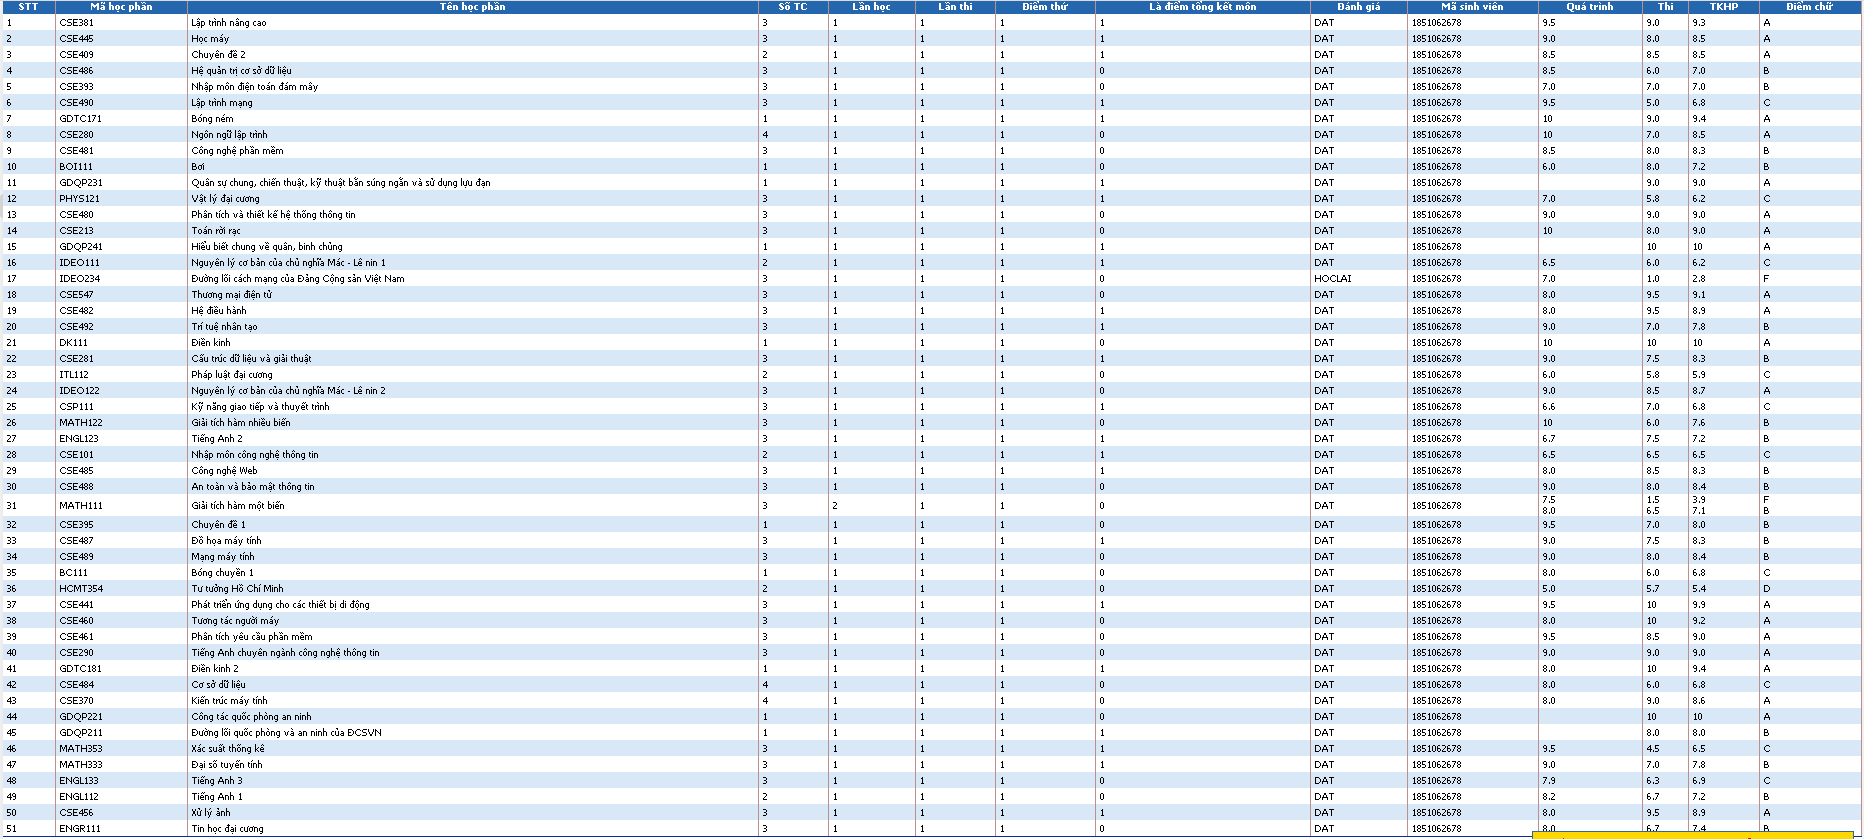 STT Mã học phần Tên học phần Số TC Lần học Lần thi Điểm thứ Là điểm tổng kết môn Đánh giá Mã sinh viên Quá trình Thi TKHP Điểm chữ
1 CSE381 Lập trình nâng cao 3 1 1 1 1 DAT 1851062678 9.5 9.0 9.3 A
2 CSE445 Học máy 3 1 1 1 1 DAT 1851062678 9.0 8.0 8.5 A
3 CSE409 Chuyên đề 2 2 1 1 1 1 DAT 1851062678 8.5 8.5 8.5 A
4 CSE486 Hệ quản trị cơ sở dữ liệu 3 1 1 1 0 DAT 1851062678 8.5 6.0 7.0 B
5 CSE393 Nhập môn điện toán đám mây 3 1 1 1 0 DAT 1851062678 7.0 7.0 7.0 B
6 CSE490 Lập trình mạng 3 1 1 1 1 DAT 1851062678 9.5 5.0 6.8 C
7 GDTC171 Bóng ném 1 1 1 1 1 DAT 1851062678 10 9.0 9.4 A
8 CSE280 Ngôn ngữ lập trình 4 1 1 1 0 DAT 1851062678 10 7.0 8.5 A
9 CSE481 Công nghệ phần mềm 3 1 1 1 0 DAT 1851062678 8.5 8.0 8.3 B
10 BOI111 Bơi 1 1 1 1 0 DAT 1851062678 6.0 8.0 7.2 B
11 GDQP231 Quân sự chung, chiến thuật, kỹ thuật bắn súng ngắn và sử dụng lựu đạn 1 1 1 1 1 DAT 1851062678 9.0 9.0 A
12 PHYS121 Vật lý đại cương 3 1 1 1 1 DAT 1851062678 7.0 5.8 6.2 C
13 CSE480 Phân tích và thiết kế hệ thống thông tin 3 1 1 1 0 DAT 1851062678 9.0 9.0 9.0 A
14 CSE213 Toán rời rạc 3 1 1 1 0 DAT 1851062678 10 8.0 9.0 A
15 GDQP241 Hiểu biết chung về quân, binh chủng 1 1 1 1 1 DAT 1851062678 10 10 A
16 IDEO111 Nguyên lý cơ bản của chủ nghĩa Mác - Lê nin 1 2 1 1 1 1 DAT 1851062678 6.5 6.0 6.2 C
17 IDEO234 Đường lối cách mạng của Đảng Cộng sản Việt Nam 3 1 1 1 0 HOCLAI 1851062678 7.0 1.0 2.8 F
18 CSE547 Thương mại điện tử 3 1 1 1 0 DAT 1851062678 8.0 9.5 9.1 A
19 CSE482 Hệ điều hành 3 1 1 1 1 DAT 1851062678 8.0 9.5 8.9 A
20 CSE492 Trí tuệ nhân tạo 3 1 1 1 1 DAT 1851062678 9.0 7.0 7.8 B
21 DK111 Điền kinh 1 1 1 1 0 DAT 1851062678 10 10 10 A
22 CSE281 Cấu trúc dữ liệu và giải thuật 3 1 1 1 1 DAT 1851062678 9.0 7.5 8.3 B
23 ITL112 Pháp luật đại cương 2 1 1 1 0 DAT 1851062678 6.0 5.8 5.9 C
24 IDEO122 Nguyên lý cơ bản của chủ nghĩa Mác - Lê nin 2 3 1 1 1 0 DAT 1851062678 9.0 8.5 8.7 A
25 CSP111 Kỹ năng giao tiếp và thuyết trình 3 1 1 1 1 DAT 1851062678 6.6 7.0 6.8 C
26 MATH122 Giải tích hàm nhiều biến 3 1 1 1 0 DAT 1851062678 10 6.0 7.6 B
27 ENGL123 Tiếng Anh 2 3 1 1 1 1 DAT 1851062678 6.7 7.5 7.2 B
28 CSE101 Nhập môn công nghệ thông tin 2 1 1 1 1 DAT 1851062678 6.5 6.5 6.5 C
29 CSE485 Công nghệ Web 3 1 1 1 1 DAT 1851062678 8.0 8.5 8.3 B
30 CSE488 An toàn và bảo mật thông tin 3 1 1 1 0 DAT 1851062678 9.0 8.0 8.4 B
31 MATH111 Giải tích hàm một biến 3 2 1 1 0 DAT 1851062678 7.5 1.5 3.9 F
8.0 6.5 7.1 B
32 CSE395 Chuyên đề 1 1 1 1 1 0 DAT 1851062678 9.5 7.0 8.0 B
33 CSE487 Đồ họa máy tính 3 1 1 1 1 DAT 1851062678 9.0 7.5 8.3 B
34 CSE489 Mạng máy tính 3 1 1 1 0 DAT 1851062678 9.0 8.0 8.4 B
35 BC111 Bóng chuyền 1 1 1 1 1 0 DAT 1851062678 8.0 6.0 6.8 C
36 HCMT354 Tư tưởng Hồ Chí Minh 2 1 1 1 0 DAT 1851062678 5.0 5.7 5.4 D
37 CSE441 Phát triển ứng dụng cho các thiết bị di động 3 1 1 1 1 DAT 1851062678 9.5 10 9.9 A
38 CSE460 Tương tác người máy 3 1 1 1 0 DAT 1851062678 8.0 10 9.2 A
39 CSE461 Phân tích yêu cầu phần mềm 3 1 1 1 0 DAT 1851062678 9.5 8.5 9.0 A
40 CSE290 Tiếng Anh chuyên ngành công nghệ thông tin 3 1 1 1 0 DAT 1851062678 9.0 9.0 9.0 A
41 GDTC181 Điền kinh 2 1 1 1 1 1 DAT 1851062678 8.0 10 9.4 A
42 CSE484 Cơ sở dữ liệu 4 1 1 1 0 DAT 1851062678 8.0 6.0 6.8 C
43 CSE370 Kiến trúc máy tính 4 1 1 1 0 DAT 1851062678 8.0 9.0 8.6 A
44 GDQP221 Công tác quốc phòng an ninh 1 1 1 1 0 DAT 1851062678 10 10 A
45 GDQP211 Đường lối quốc phòng và an ninh của ĐCSVN 1 1 1 1 0 DAT 1851062678 8.0 8.0 B
46 MATH353 Xác suất thống kê 3 1 1 1 1 DAT 1851062678 9.5 4.5 6.5 C
47 MATH333 Đại số tuyến tính 3 1 1 1 1 DAT 1851062678 9.0 7.0 7.8 B
48 ENGL133 Tiếng Anh 3 3 1 1 1 0 DAT 1851062678 7.9 6.3 6.9 C
49 ENGL112 Tiếng Anh 1 2 1 1 1 0 DAT 1851062678 8.2 6.7 7.2 B
50 CSE456 Xử lý ảnh 3 1 1 1 0 DAT 1851062678 8.0 9.5 8.9 A
51 ENGR111 Tin học đại cương 3 1 1 1 0 DAT 1851062678 8.0 6.7 7.4 B